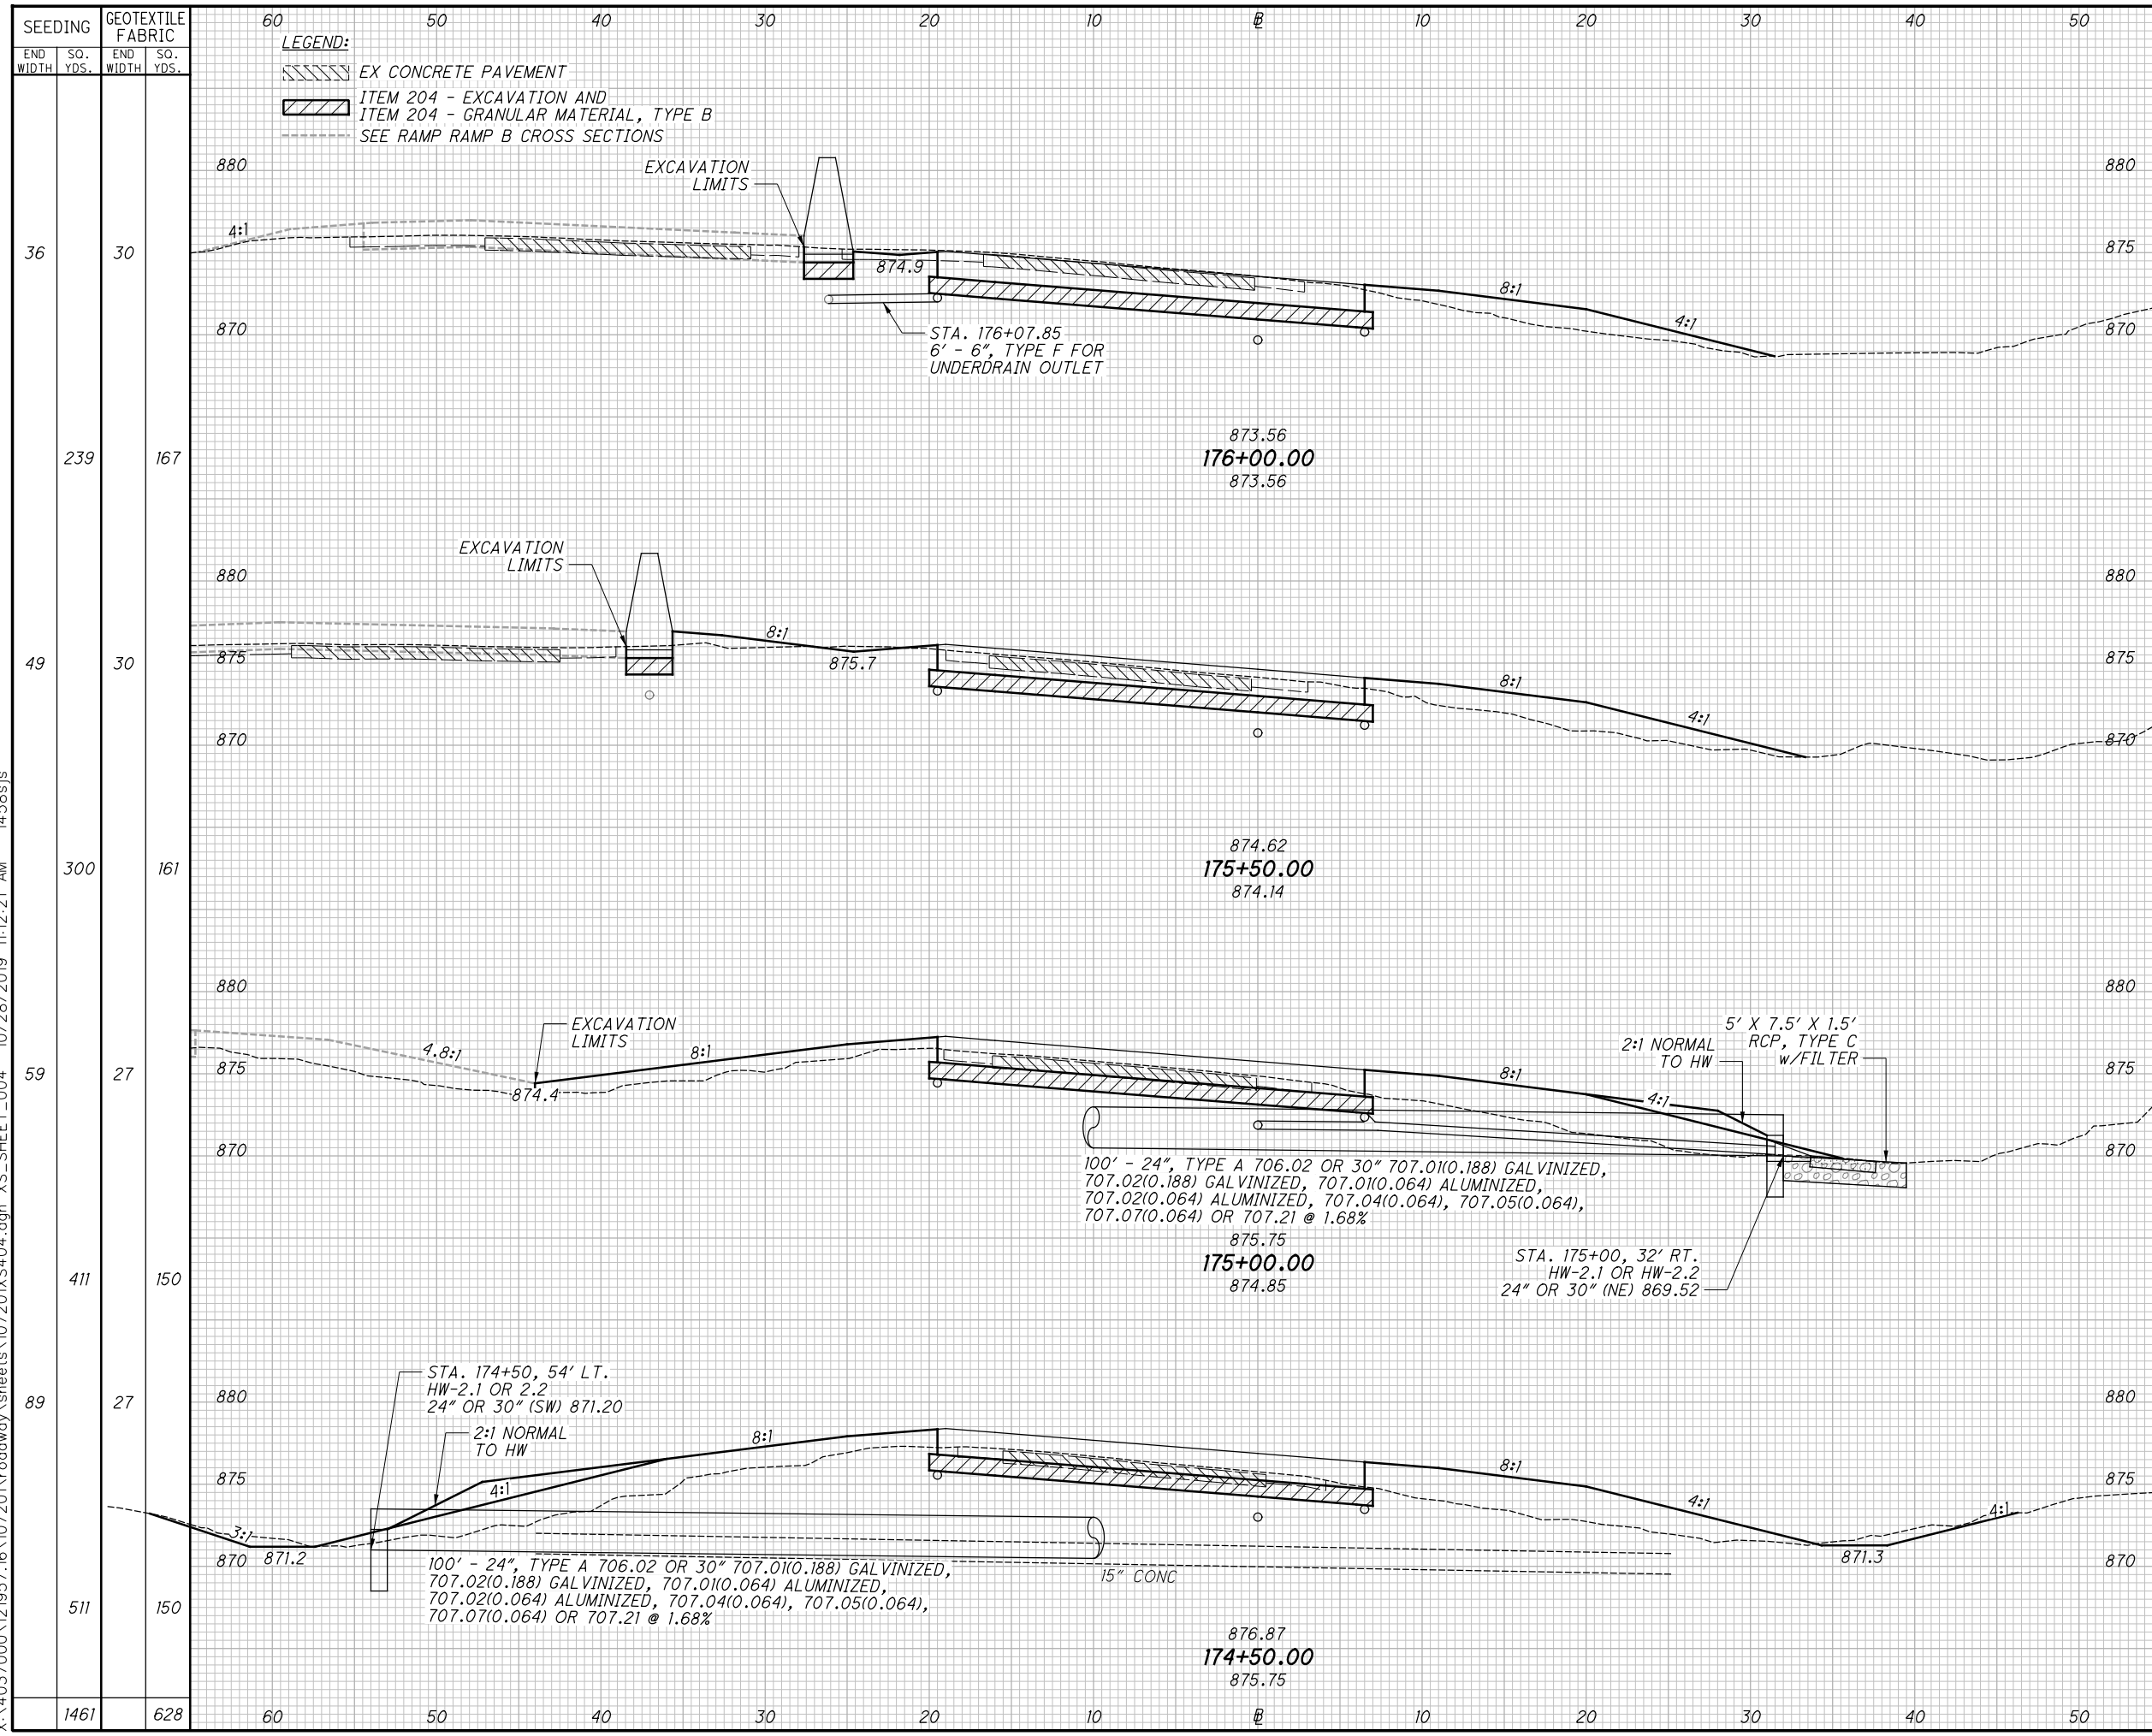 SEEDING
GEOTEXTILE
FABRIC
END
WIDTH
SQ.
YDS.
END
WIDTH
SQ.
YDS.
60 50 40 30 20 10 10 20 30 40 50
LEGEND:
EX CONCRETE PAVEMENT
ITEM 204 - EXCAVATION AND
ITEM 204 - GRANULAR MATERIAL, TYPE B
SEE RAMP RAMP B CROSS SECTIONS
880
EXCAVATION
LIMITS
880
36
30
4:1
875
874.9
8:1
4:1
870
870
STA. 176+07.85
6' - 6", TYPE F FOR
UNDERDRAIN OUTLET
239
167
873.56
176+00.00
873.56
EXCAVATION
LIMITS
880
880
49
30
875
8:1
875.7
8:1
4:1
875
870
870
300
161
874.62
175+50.00
874.14
880
880
EXCAVATION
LIMITS
5' X 7.5' X 1.5'
RCP, TYPE C
w/FILTER
2:1 NORMAL
TO HW
59
27
4.8:1
8:1
8:1
4:1
875
874.4
875
870
870
100' - 24", TYPE A 706.02 OR 30" 707.01(0.188) GALVINIZED,
707.02(0.188) GALVINIZED, 707.01(0.064) ALUMINIZED,
707.02(0.064) ALUMINIZED, 707.04(0.064), 707.05(0.064),
707.07(0.064) OR 707.21 @ 1.68%
STA. 175+00, 32' RT.
HW-2.1 OR HW-2.2
24" OR 30" (NE) 869.52
411
150
875.75
175+00.00
874.85
STA. 174+50, 54' LT.
HW-2.1 OR 2.2
24" OR 30" (SW) 871.20
880
880
89
27
2:1 NORMAL
TO HW
8:1
875
4:1
8:1
4:1
4:1
875
3:1
871.2
870
871.3
870
100' - 24", TYPE A 706.02 OR 30" 707.01(0.188) GALVINIZED,
707.02(0.188) GALVINIZED, 707.01(0.064) ALUMINIZED,
707.02(0.064) ALUMINIZED, 707.04(0.064), 707.05(0.064),
707.07(0.064) OR 707.21 @ 1.68%
15" CONC
511
150
876.87
174+50.00
875.75
1461
628
60 50 40 30 20 10 10 20 30 40 50